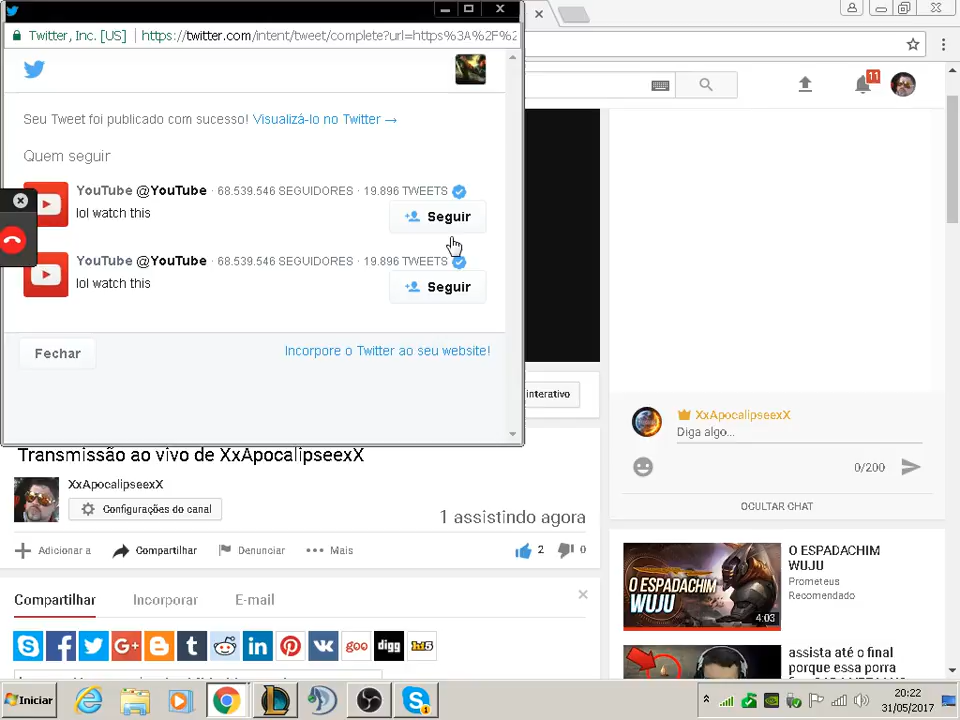 Twitter, Inc. [US]
https://twitter.com/intent/tweet/complete?url=https%3A%2F%2
Seu Tweet foi publicado com sucesso! Visualizá-lo no Twitter →
Quem seguir
YouTube @YouTube · 68.539.546 SEGUIDORES · 19.896 TWEETS
lol watch this
Seguir
YouTube @YouTube · 68.539.546 SEGUIDORES · 19.896 TWEETS
lol watch this
Seguir
Fechar
Incorpore o Twitter ao seu website!
11
interativo
XxApocalipseexX
Diga algo...
0/200
OCULTAR CHAT
Transmissão ao vivo de XxApocalipseexX
XxApocalipseexX
Configurações do canal
1 assistindo agora
Adicionar a
Compartilhar
Denunciar
Mais
2
0
Compartilhar
Incorporar
E-mail
goo
digg
hi5
O ESPADACHIM WUJU
4:03
O ESPADACHIM
WUJU
Prometeus
Recomendado
assista até o final
porque essa porra
Iniciar
1
20:22
31/05/2017